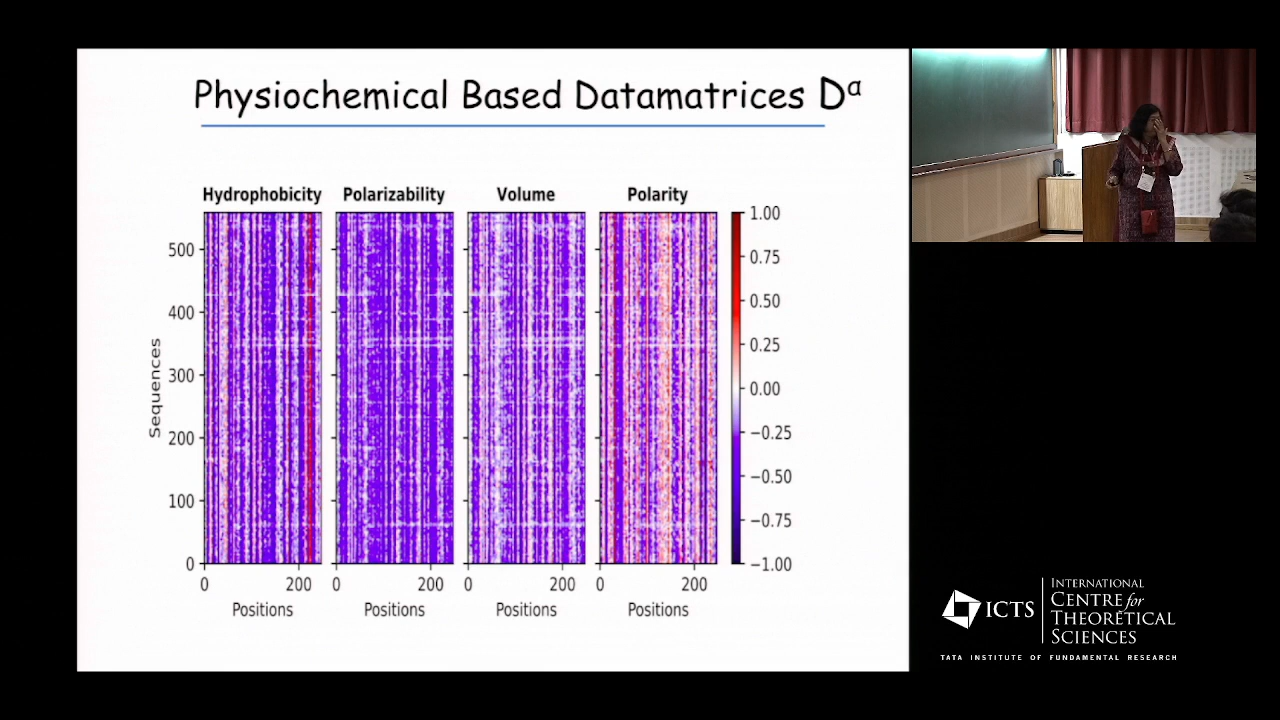 Physiochemical Based Datamatrices Dᵅ
Hydrophobicity Polarizability Volume Polarity
Sequences
500
400
300
200
100
0
0 200 0 200 0 200 0 200
Positions Positions Positions Positions
1.00
0.75
0.50
0.25
0.00
−0.25
−0.50
−0.75
−1.00
ICTS
INTERNATIONAL
CENTRE for
THEORETICAL
SCIENCES
TATA INSTITUTE OF FUNDAMENTAL RESEARCH